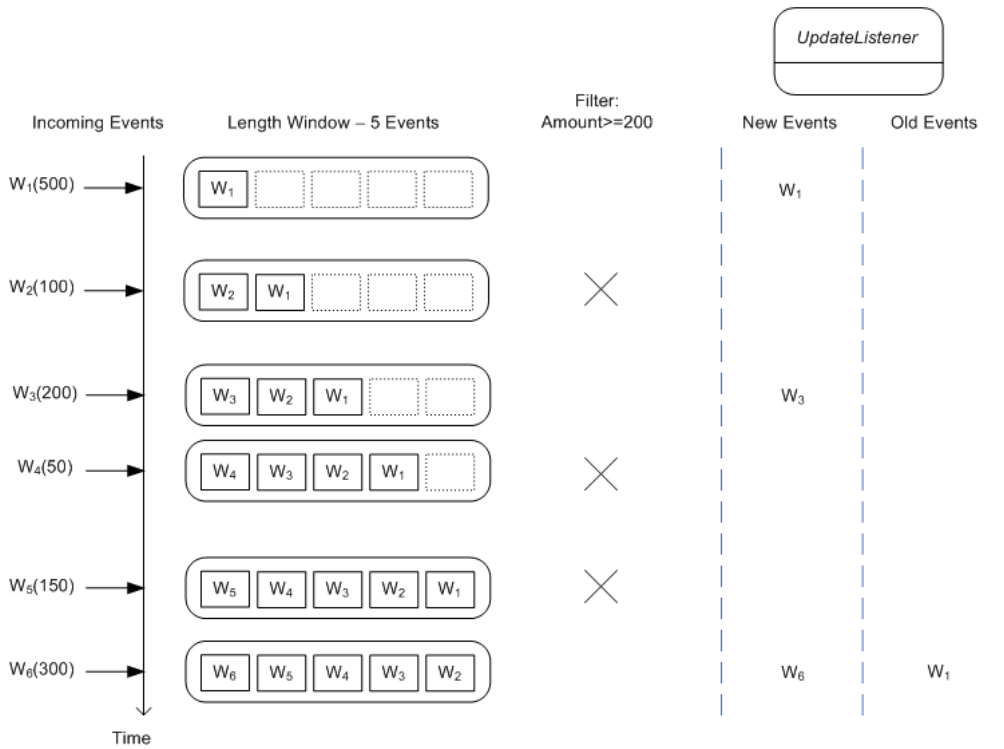 UpdateListener
Filter:
Incoming Events Length Window – 5 Events Amount>=200 New Events Old Events
W₁(500) W₁ W₁
W₂(100) W₂ W₁
W₃(200) W₃ W₂ W₁ W₃
W₄(50) W₄ W₃ W₂ W₁
W₅(150) W₅ W₄ W₃ W₂ W₁
W₆(300) W₆ W₅ W₄ W₃ W₂ W₆ W₁
Time